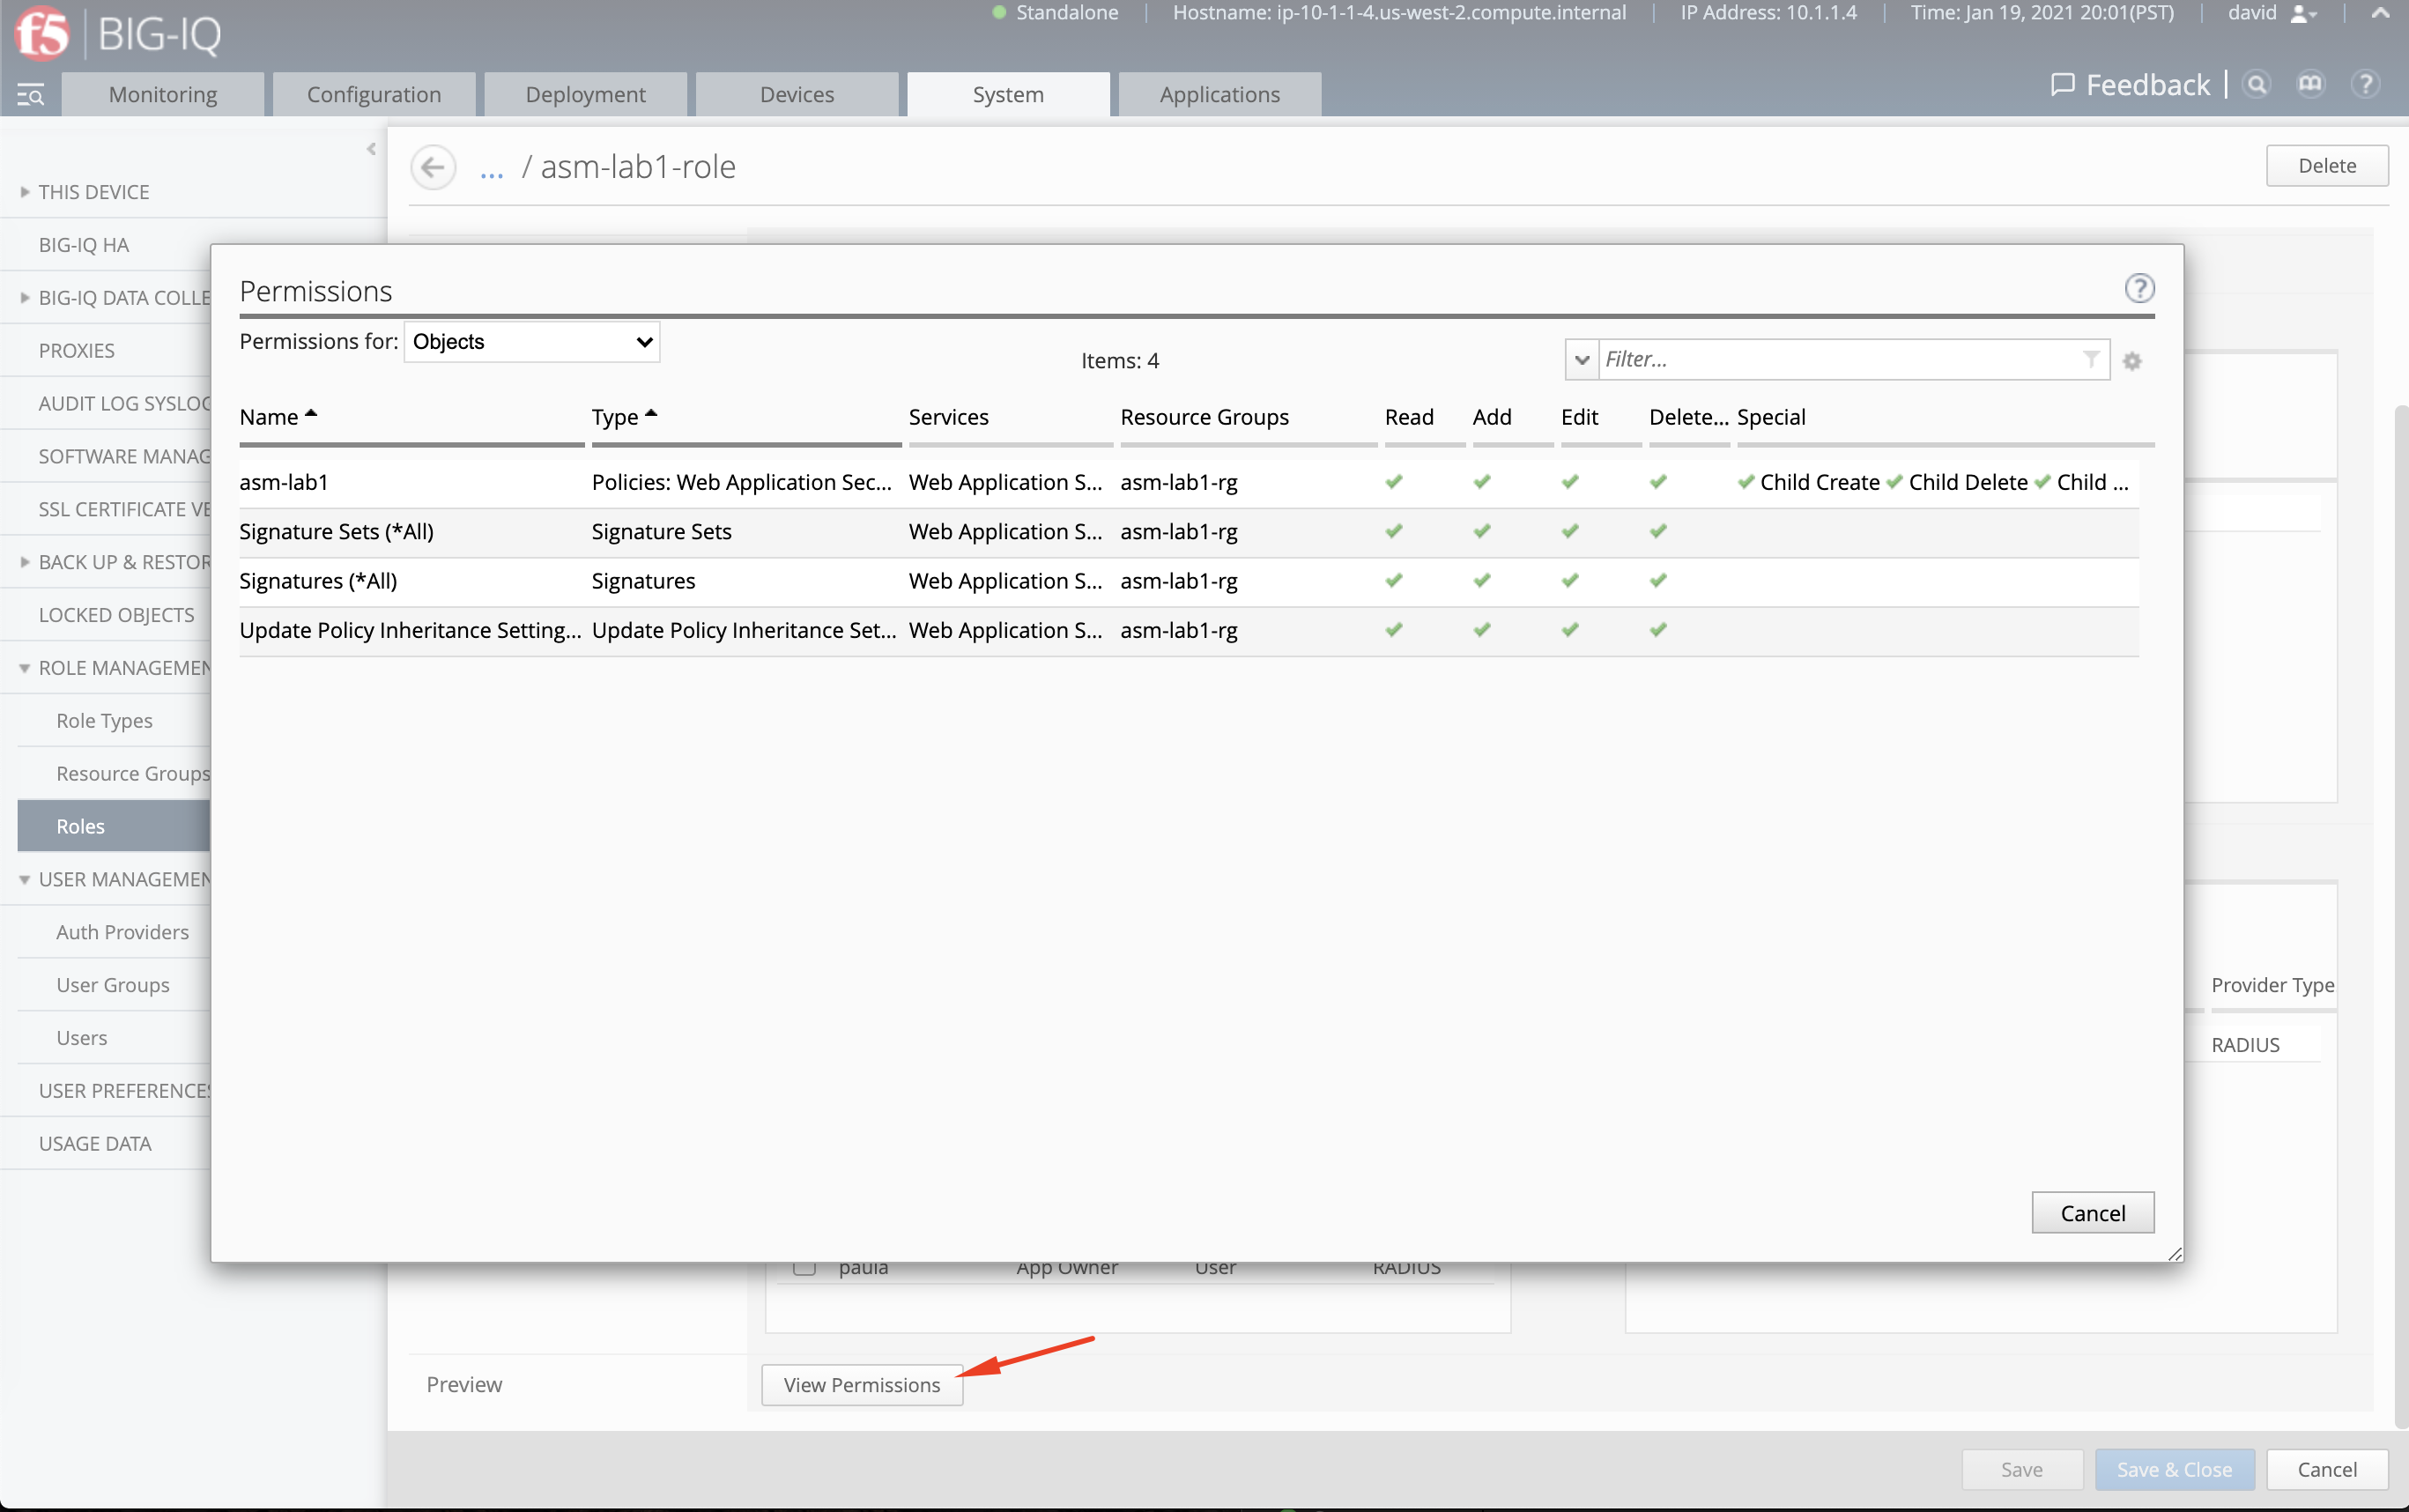 Standalone | Hostname: ip-10-1-1-4.us-west-2.compute.internal | IP Address: 10.1.1.4 | Time: Jan 19, 2021 20:01(PST) | david
f5 BIG-IQ
Monitoring Configuration Deployment Devices System Applications Feedback
... / asm-lab1-role Delete
THIS DEVICE
BIG-IQ HA
BIG-IQ DATA COLLE
PROXIES
AUDIT LOG SYSLOG
SOFTWARE MANAG
SSL CERTIFICATE VE
BACK UP & RESTOR
LOCKED OBJECTS
ROLE MANAGEMEN
Role Types
Resource Groups
Roles
USER MANAGEMEN
Auth Providers
User Groups
Users
USER PREFERENCES
USAGE DATA
Permissions
Permissions for: Objects
Items: 4
Filter...
Name Type Services Resource Groups Read Add Edit Delete... Special
asm-lab1 Policies: Web Application Sec... Web Application S... asm-lab1-rg Child Create Child Delete Child ...
Signature Sets (*All) Signature Sets Web Application S... asm-lab1-rg
Signatures (*All) Signatures Web Application S... asm-lab1-rg
Update Policy Inheritance Setting... Update Policy Inheritance Set... Web Application S... asm-lab1-rg
Cancel
Provider Type
RADIUS
paula App Owner User RADIUS
Preview View Permissions
Save Save & Close Cancel